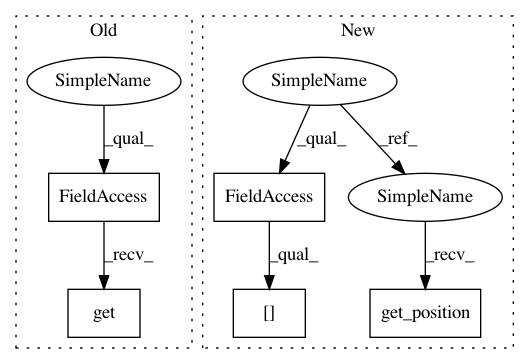 Old
New
SimpleName
SimpleName
_qual_
_qual_
_ref_
FieldAccess
FieldAccess
SimpleName
_recv_
_qual_
_recv_
get
[]
get_position